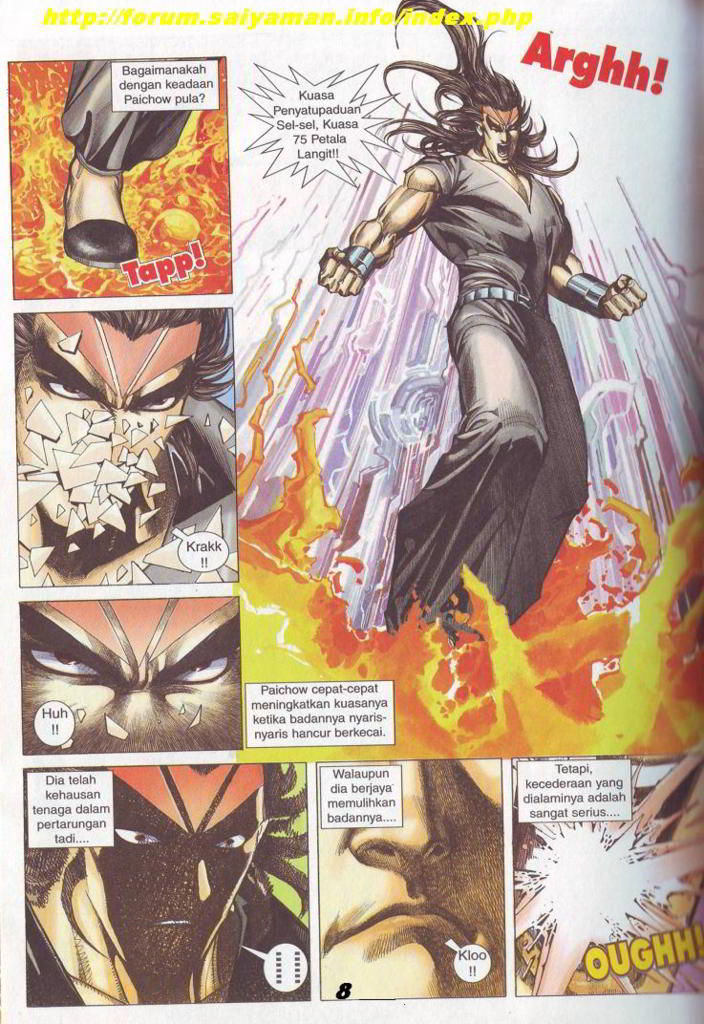 http://forum.saiyaman.info/index.php
Arghh!
Bagaimanakah
dengan keadaan
Paichow pula?
Tapp!
Kuasa
Penyatupaduan
Sel-sel, Kuasa
75 Petala
Langit!!
Krakk
!!
Huh
!!
Paichow cepat-cepat
meningkatkan kuasanya
ketika badannya nyaris-
nyaris hancur berkecai.
Dia telah
kehausan
tenaga dalam
pertarungan
tadi....
!!
Walaupun
dia berjaya
memulihkan
badannya....
Kloo
!!
Tetapi,
kecederaan yang
dialaminya adalah
sangat serius....
OUGHH!
8